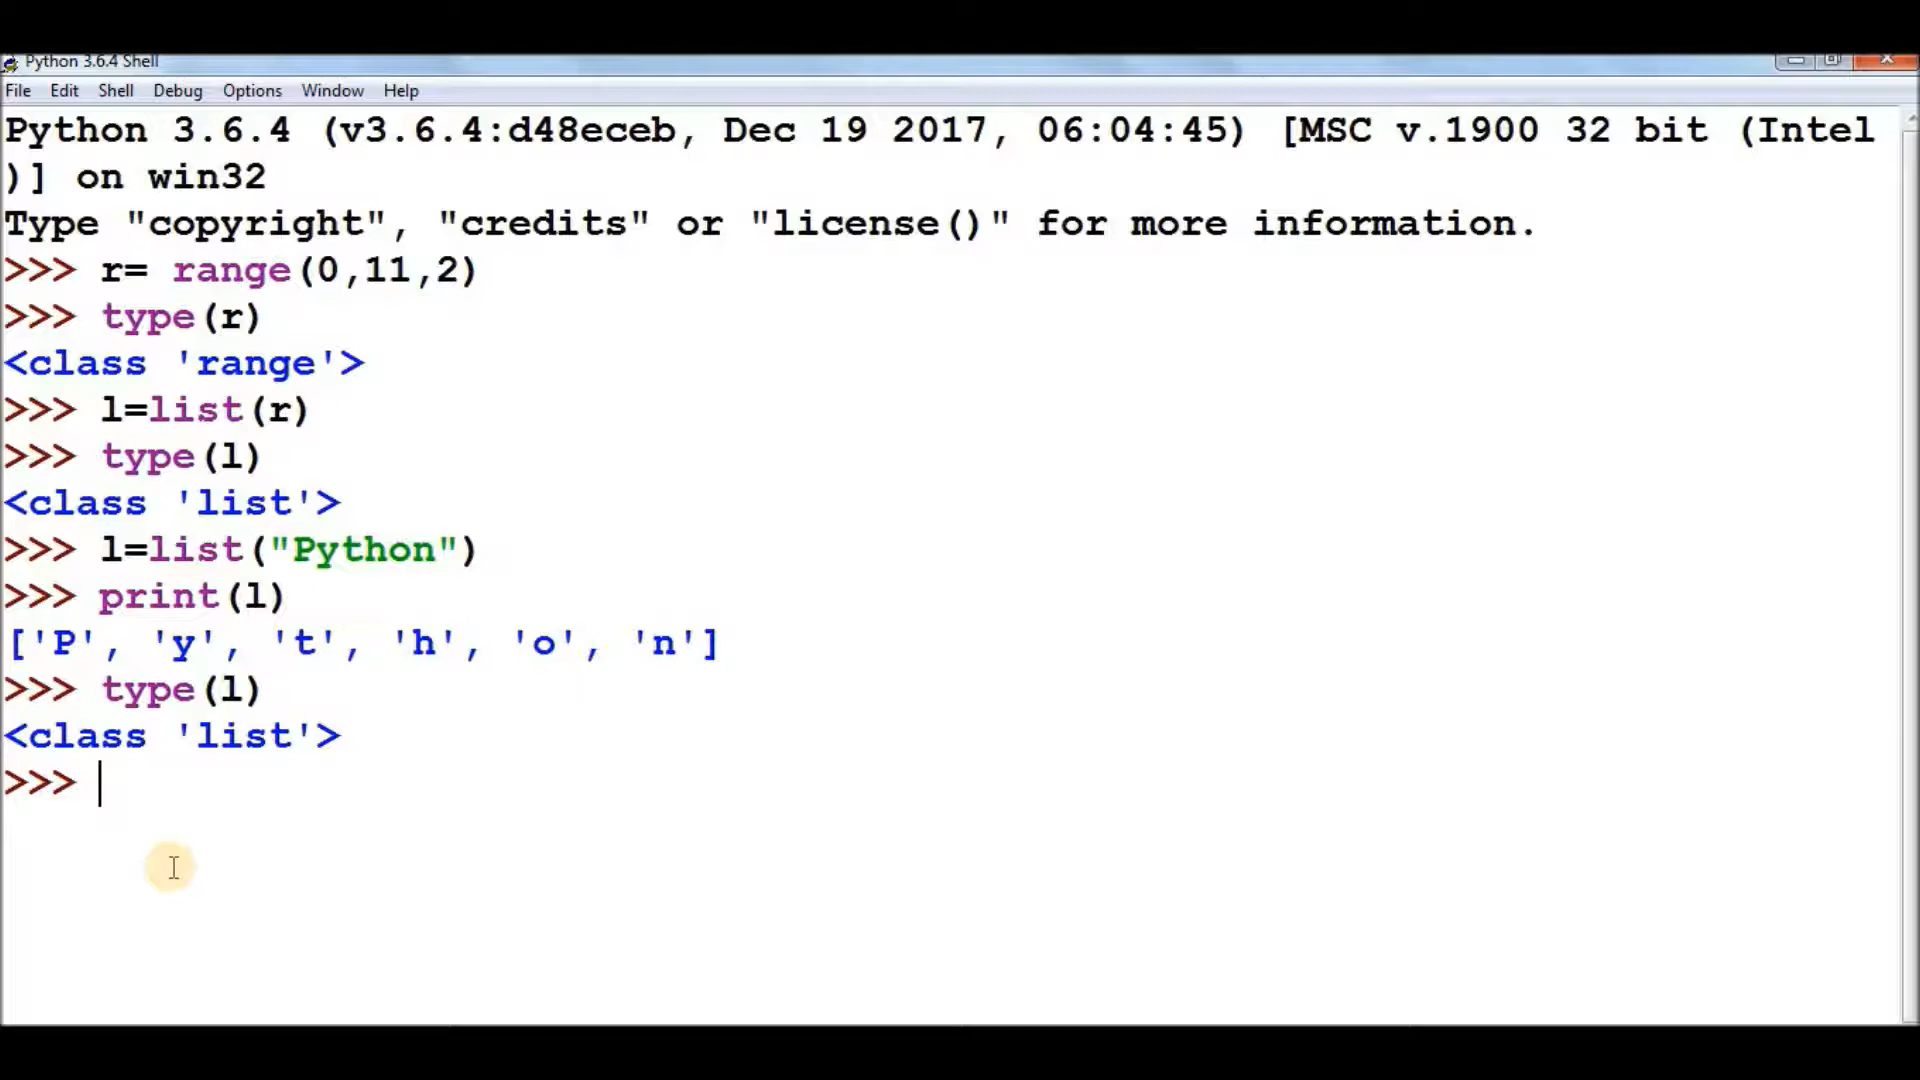 Python 3.6.4 Shell
File Edit Shell Debug Options Window Help
Python 3.6.4 (v3.6.4:d48eceb, Dec 19 2017, 06:04:45) [MSC v.1900 32 bit (Intel
)] on win32
Type "copyright", "credits" or "license()" for more information.
>>> r= range(0,11,2)
>>> type(r)
<class 'range'>
>>> l=list(r)
>>> type(l)
<class 'list'>
>>> l=list("Python")
>>> print(l)
['P', 'y', 't', 'h', 'o', 'n']
>>> type(l)
<class 'list'>
>>>